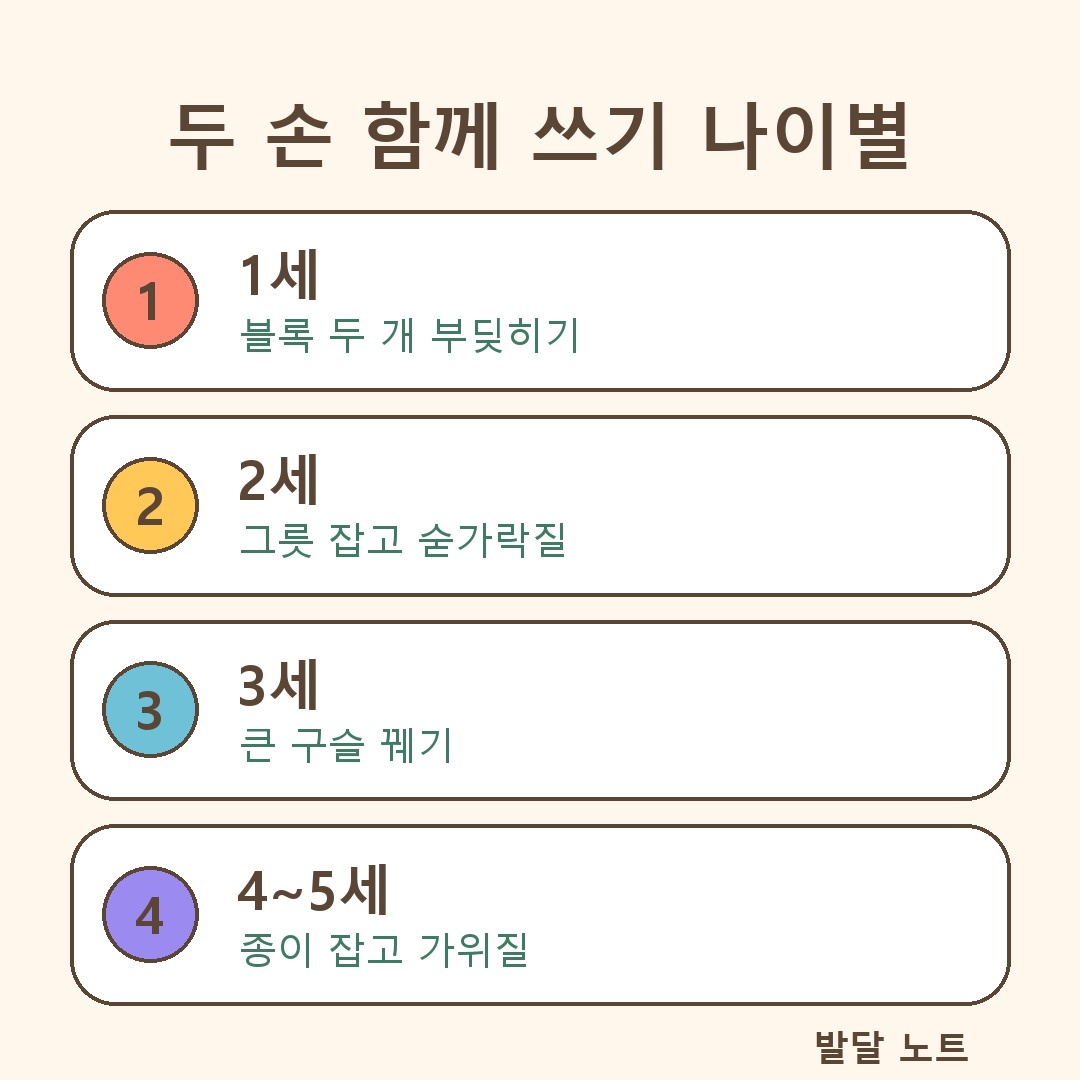 두 손 함께 쓰기 나이별
1
1세
블록 두 개 부딪히기
2
2세
그릇 잡고 숟가락질
3
3세
큰 구슬 꿰기
4
4~5세
종이 잡고 가위질
발달 노트